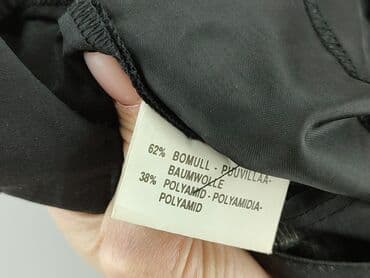 62% BOMULL - PUUVILLAA-
BAUMWOLLE
38% POLYAMID - POLYAMIDIA-
POLYAMID